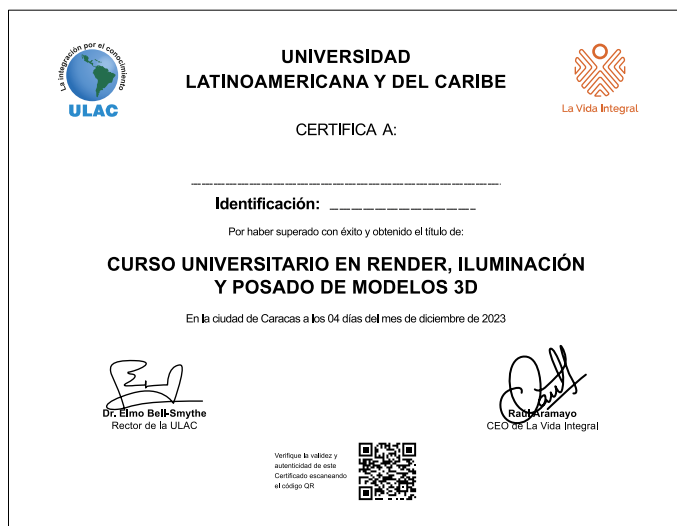 La integración por el conocimiento
ULAC
UNIVERSIDAD
LATINOAMERICANA Y DEL CARIBE
La Vida Integral
CERTIFICA A:
Identificación:
Por haber superado con éxito y obtenido el título de:
CURSO UNIVERSITARIO EN RENDER, ILUMINACIÓN
Y POSADO DE MODELOS 3D
En la ciudad de Caracas a los 04 días del mes de diciembre de 2023
Dr. Elmo Bell-Smythe
Rector de la ULAC
Raúl Aramayo
CEO de La Vida Integral
Verifique la validez y
autenticidad de este
Certificado escaneando
el código QR